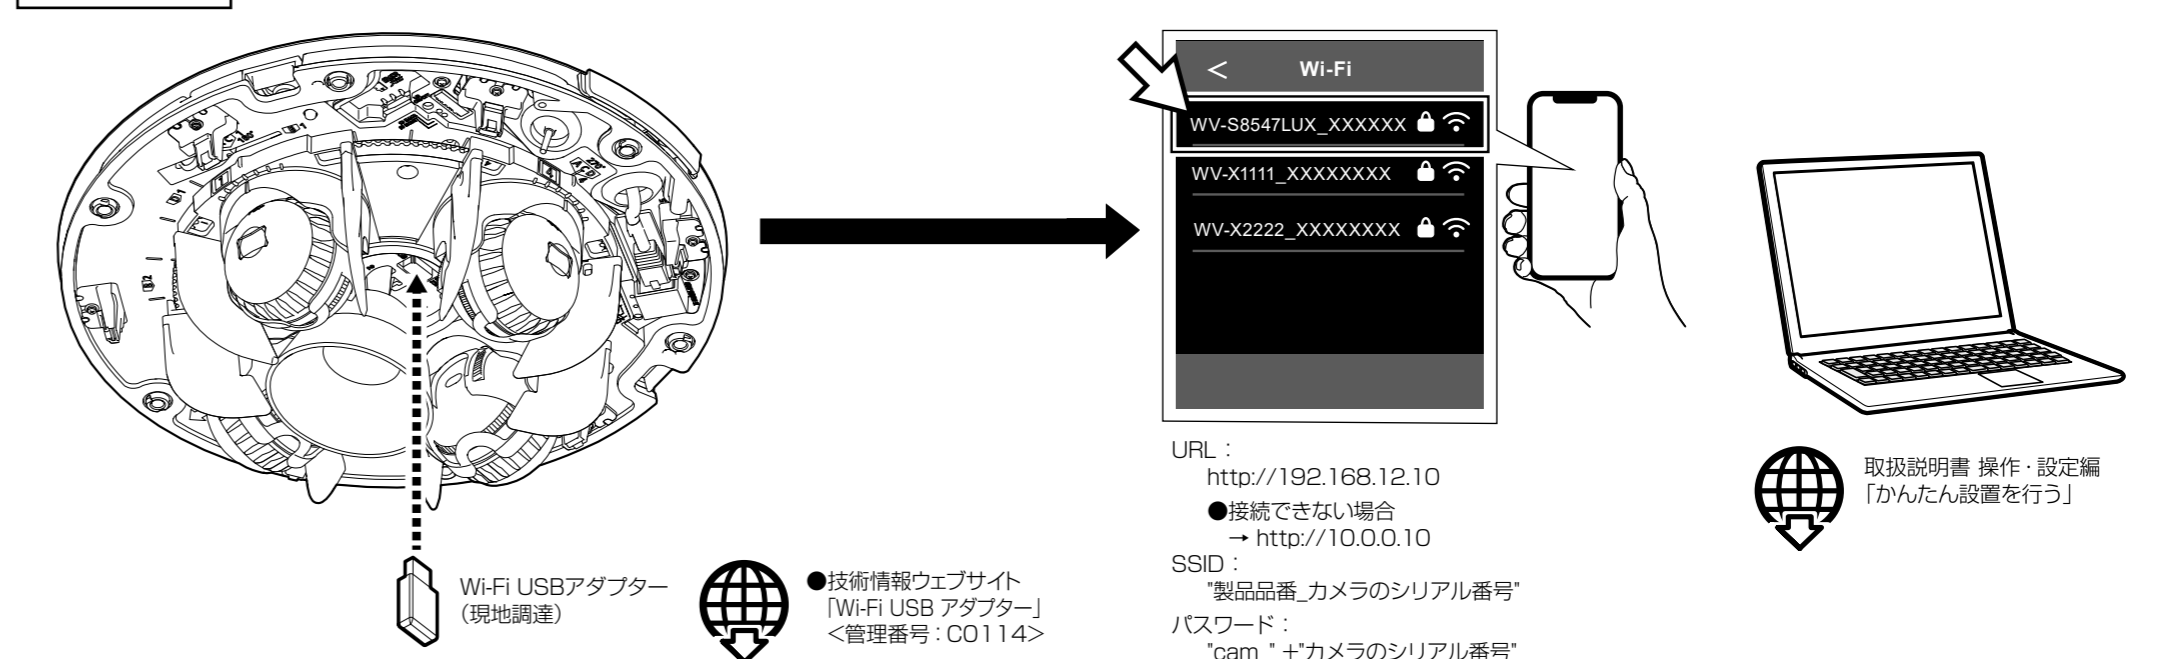 Wi-Fi USBアダプター
（現地調達）
●技術情報ウェブサイト
「Wi-Fi USB アダプター」
＜管理番号：C0114＞
< Wi-Fi
WV-S8547LUX_XXXXXX
WV-X1111_XXXXXXXX
WV-X2222_XXXXXXXX
URL：
http://192.168.12.10
●接続できない場合
→ http://10.0.0.10
SSID：
"製品品番_カメラのシリアル番号"
パスワード：
"cam_" +"カメラのシリアル番号"
取扱説明書 操作・設定編
「かんたん設置を行う」